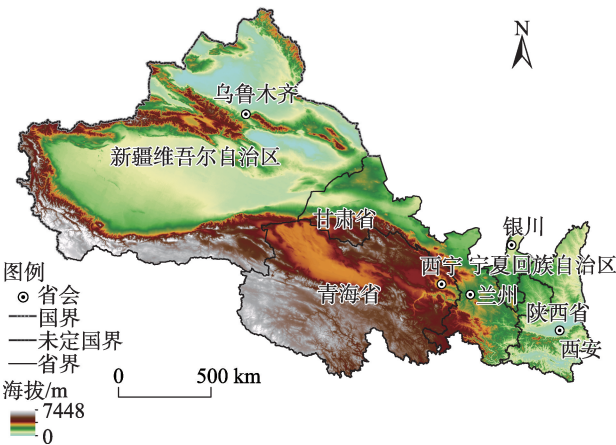 N
乌鲁木齐
新疆维吾尔自治区
甘肃省
银川
西宁
宁夏回族自治区
兰州
青海省
陕西省
西安
图例
省会
国界
未定国界
省界
海拔/m
7448
0
0 500 km